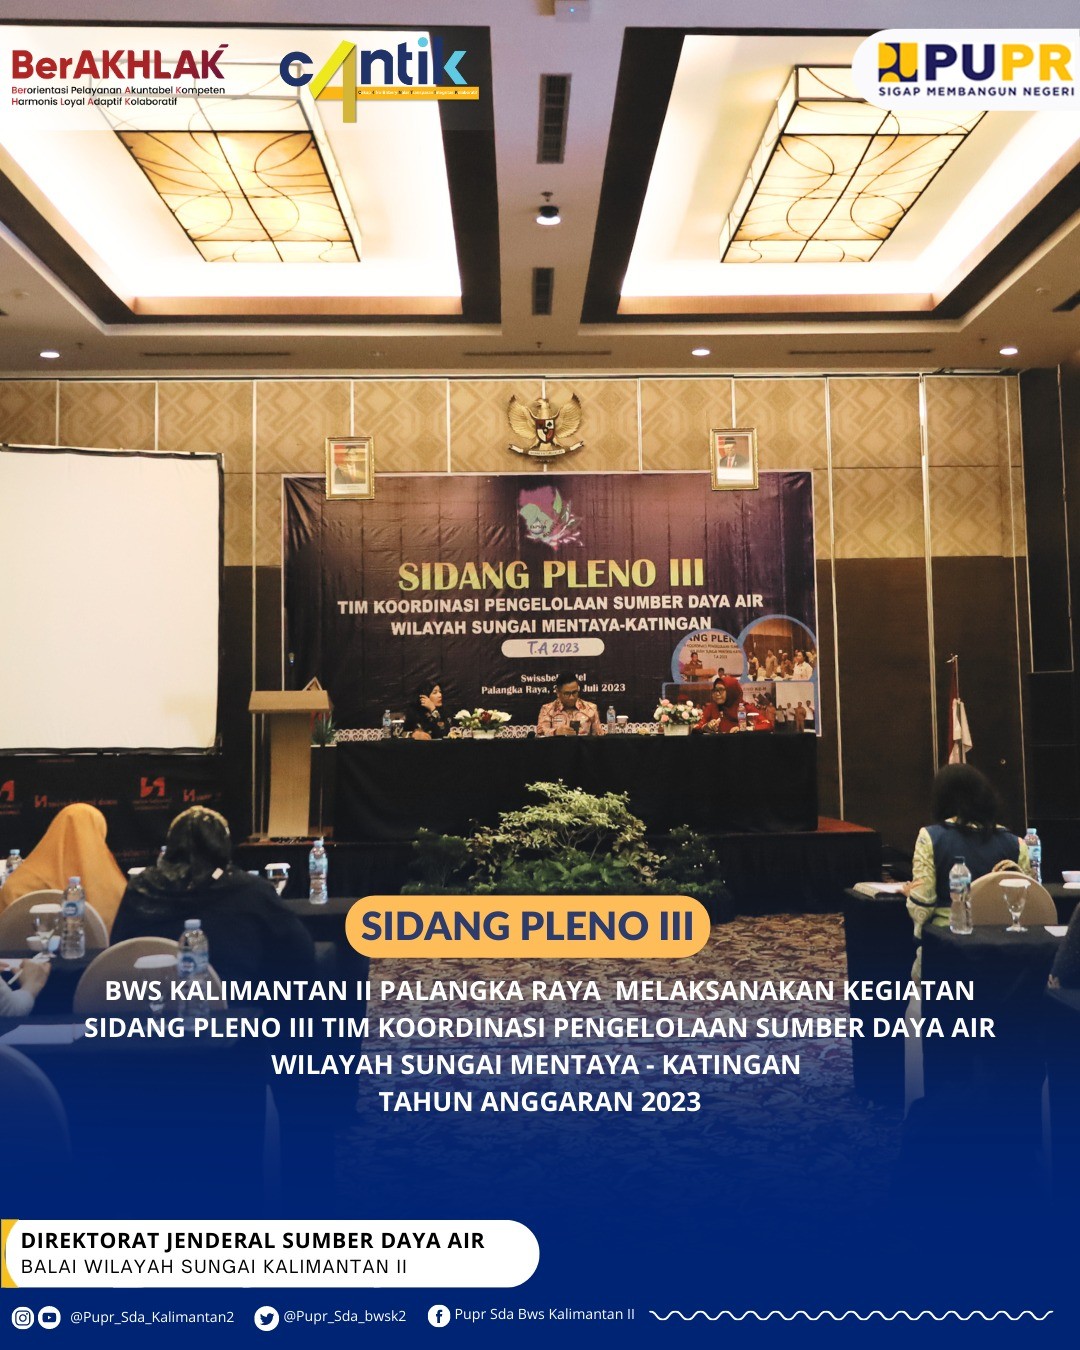 BerAKHLAK
Berorientasi Pelayanan Akuntabel Kompeten
Harmonis Loyal Adaptif Kolaboratif
c4ntik
PUPR
SIGAP MEMBANGUN NEGERI
SIDANG PLENO III
TIM KOORDINASI PENGELOLAAN SUMBER DAYA AIR
WILAYAH SUNGAI MENTAYA-KATINGAN
T.A 2023
Palangka Raya, Juli 2023
SIDANG PLENO III
BWS KALIMANTAN II PALANGKA RAYA MELAKSANAKAN KEGIATAN
SIDANG PLENO III TIM KOORDINASI PENGELOLAAN SUMBER DAYA AIR
WILAYAH SUNGAI MENTAYA - KATINGAN
TAHUN ANGGARAN 2023
DIREKTORAT JENDERAL SUMBER DAYA AIR
BALAI WILAYAH SUNGAI KALIMANTAN II
@Pupr_Sda_Kalimantan2 @Pupr_Sda_bwsk2 Pupr Sda Bws Kalimantan II